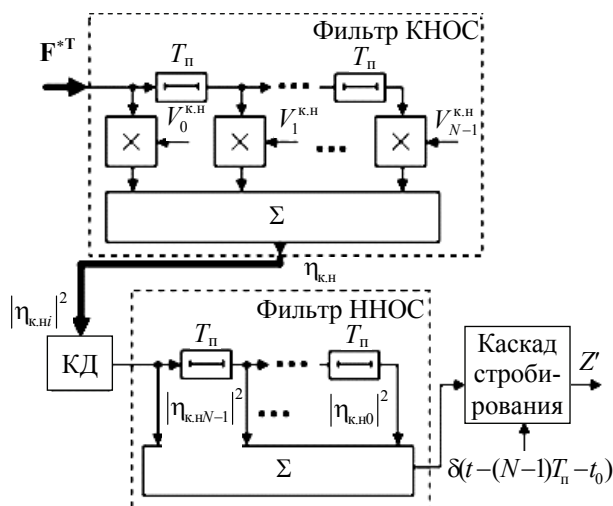 Фильтр КНОС
F*T
Tп
Tп
V0к.н
V1к.н
VN−1к.н
×
×
×
Σ
ηк.н
|ηк.нi|2
Фильтр ННОС
КД
Tп
Tп
|ηк.нN−1|2
|ηк.н0|2
Σ
Каскад
строби-
рования
Z′
δ(t−(N−1)Tп−t0)